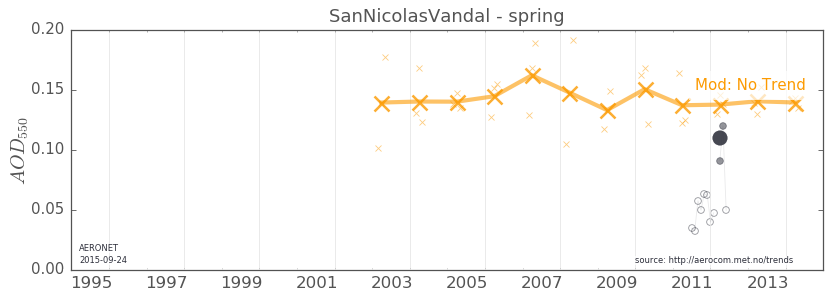 SanNicolasVandal - spring
0.20
0.15
0.10
0.05
0.00
AOD550
Mod: No Trend
AERONET
2015-09-24
source: http://aerocom.met.no/trends
1995 1997 1999 2001 2003 2005 2007 2009 2011 2013